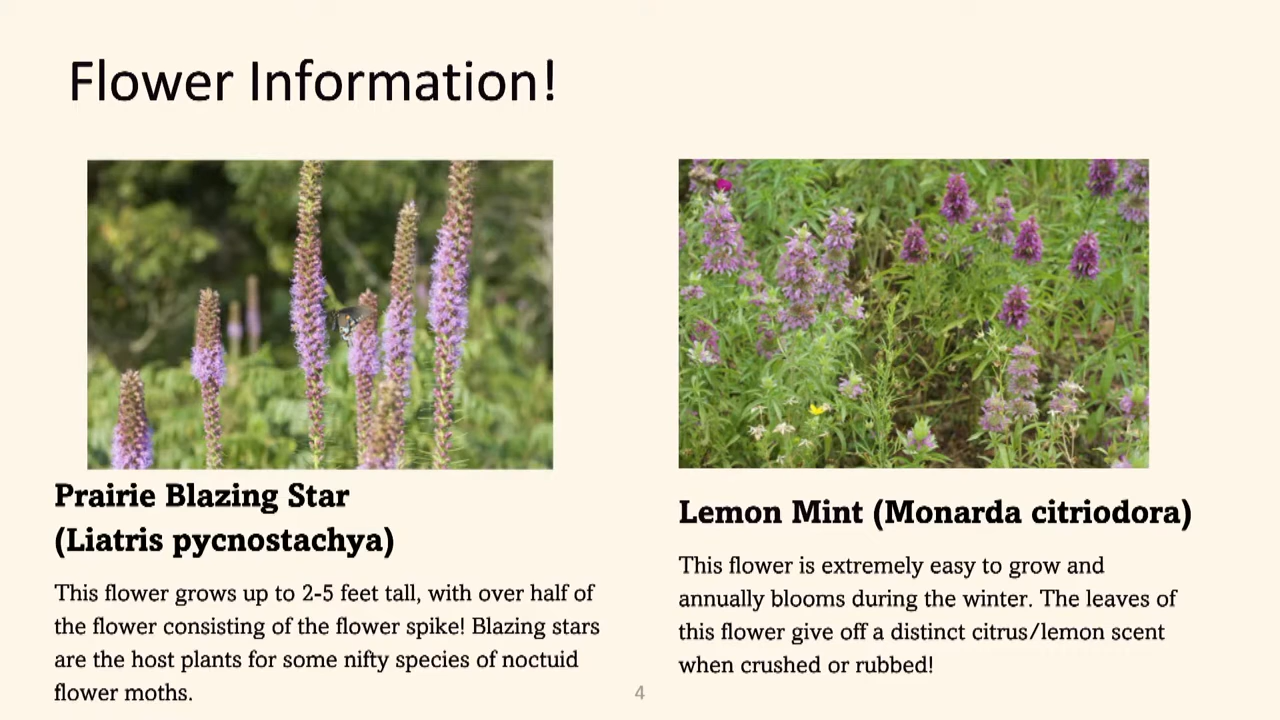 Flower Information!
Prairie Blazing Star
(Liatris pycnostachya)
This flower grows up to 2-5 feet tall, with over half of
the flower consisting of the flower spike! Blazing stars
are the host plants for some nifty species of noctuid
flower moths.
Lemon Mint (Monarda citriodora)
This flower is extremely easy to grow and
annually blooms during the winter. The leaves of
this flower give off a distinct citrus/lemon scent
when crushed or rubbed!
4